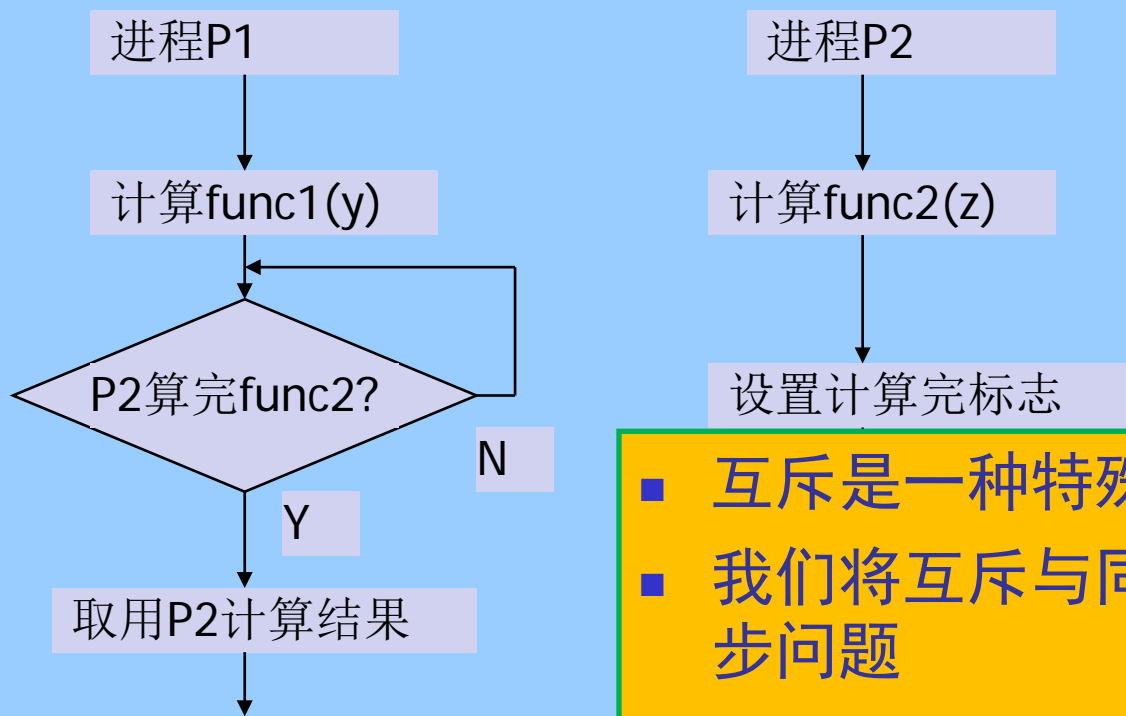 进程P1
计算func1(y)
P2算完func2?
N
Y
取用P2计算结果
进程P2
计算func2(z)
设置计算完标志
互斥是一种特
我们将互斥与
步问题